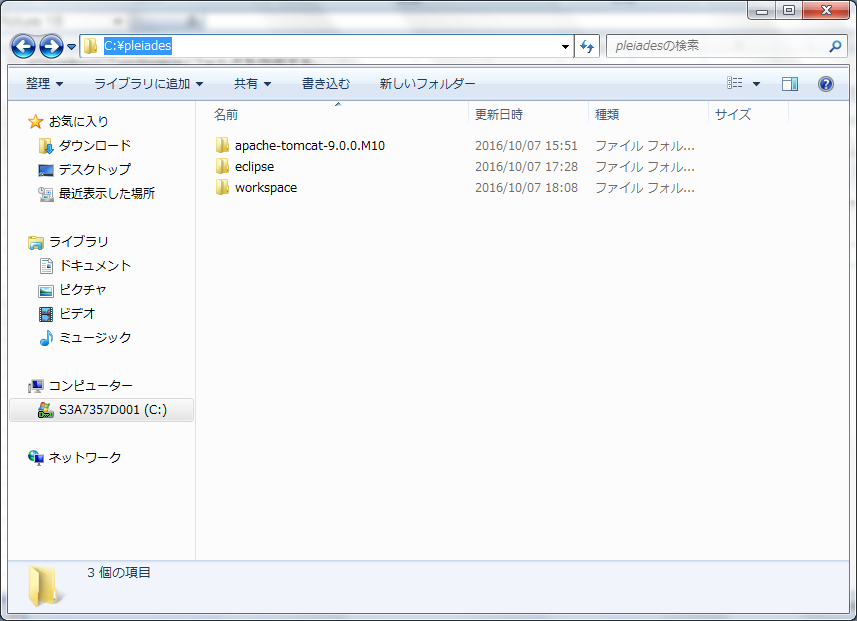 C:¥pleiades
pleiadesの検索
整理 ライブラリに追加 共有 書き込む 新しいフォルダー
名前 更新日時 種類 サイズ
お気に入り
ダウンロード
デスクトップ
最近表示した場所
ライブラリ
ドキュメント
ピクチャ
ビデオ
ミュージック
コンピューター
S3A7357D001 (C:)
ネットワーク
apache-tomcat-9.0.0.M10 2016/10/07 15:51 ファイル フォル...
eclipse 2016/10/07 17:28 ファイル フォル...
workspace 2016/10/07 18:08 ファイル フォル...
3 個の項目